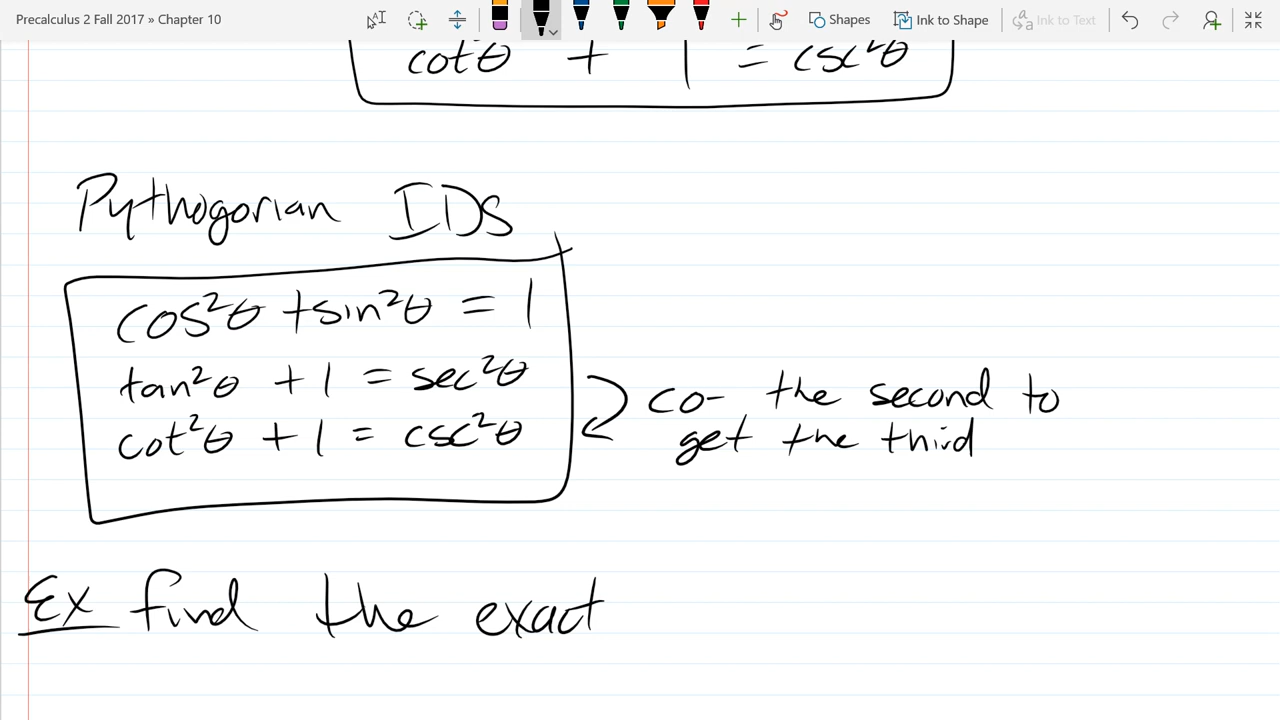 Precalculus 2 Fall 2017 » Chapter 10
Shapes
Ink to Shape
Ink to Text
cot²θ + 1 = csc²θ
Pythogorian IDS
cos²θ + sin²θ = 1
tan²θ + 1 = sec²θ
cot²θ + 1 = csc²θ
co- the second to
get the third
Ex find the exact